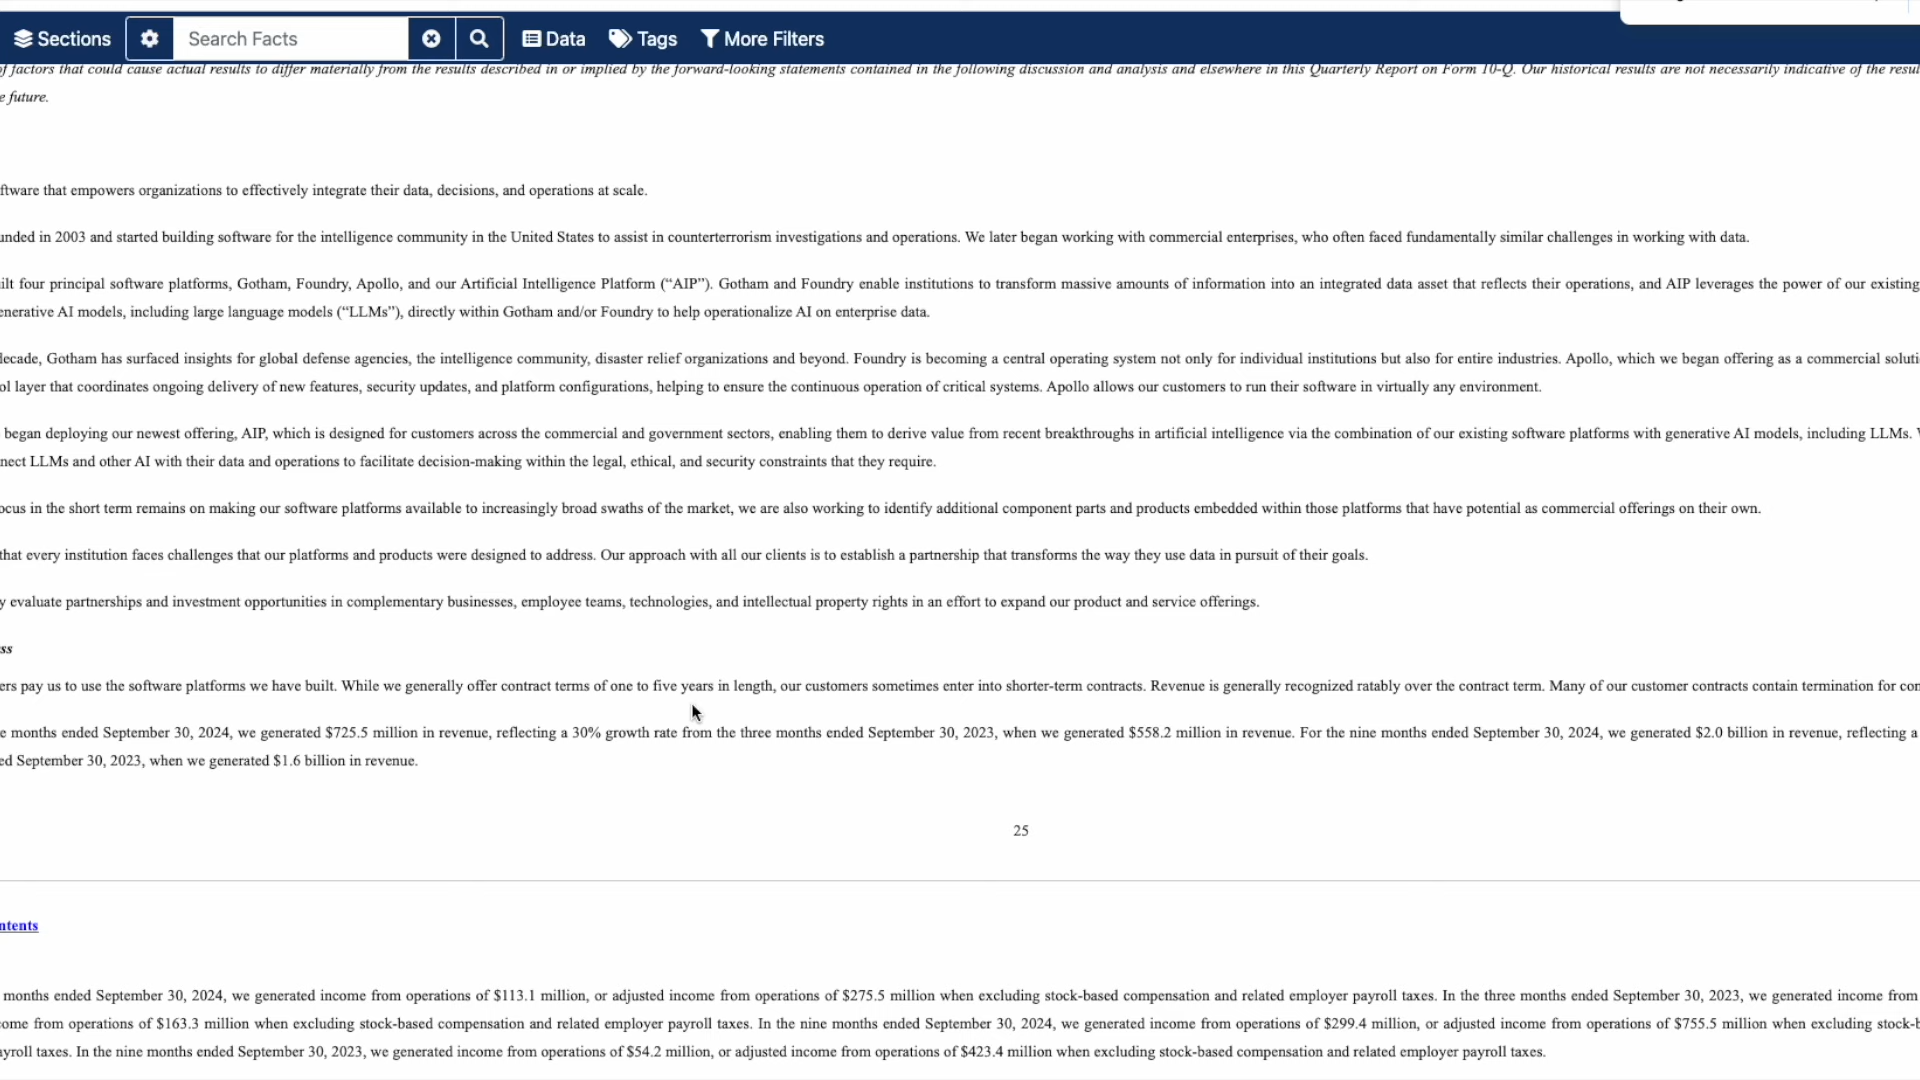 Sections Search Facts Data Tags More Filters
of factors that could cause actual results to differ materially from the results described in or implied by the forward-looking statements contained in the following discussion and analysis and elsewhere in this Quarterly Report on Form 10-Q. Our historical results are not necessarily indicative of the
e future.
ftware that empowers organizations to effectively integrate their data, decisions, and operations at scale.
unded in 2003 and started building software for the intelligence community in the United States to assist in counterterrorism investigations and operations. We later began working with commercial enterprises, who often faced fundamentally similar challenges in working with data.
ilt four principal software platforms, Gotham, Foundry, Apollo, and our Artificial Intelligence Platform (“AIP”). Gotham and Foundry enable institutions to transform massive amounts of information into an integrated data asset that reflects their operations, and AIP leverages the power of our existing
enerative AI models, including large language models (“LLMs”), directly within Gotham and/or Foundry to help operationalize AI on enterprise data.
decade, Gotham has surfaced insights for global defense agencies, the intelligence community, disaster relief organizations and beyond. Foundry is becoming a central operating system not only for individual institutions but also for entire industries. Apollo, which we began offering as a commercial soluti
ol layer that coordinates ongoing delivery of new features, security updates, and platform configurations, helping to ensure the continuous operation of critical systems. Apollo allows our customers to run their software in virtually any environment.
began deploying our newest offering, AIP, which is designed for customers across the commercial and government sectors, enabling them to derive value from recent breakthroughs in artificial intelligence via the combination of our existing software platforms with generative AI models, including LLMs.
nect LLMs and other AI with their data and operations to facilitate decision-making within the legal, ethical, and security constraints that they require.
ocus in the short term remains on making our software platforms available to increasingly broad swaths of the market, we are also working to identify additional component parts and products embedded within those platforms that have potential as commercial offerings on their own.
that every institution faces challenges that our platforms and products were designed to address. Our approach with all our clients is to establish a partnership that transforms the way they use data in pursuit of their goals.
y evaluate partnerships and investment opportunities in complementary businesses, employee teams, technologies, and intellectual property rights in an effort to expand our product and service offerings.
ss
ers pay us to use the software platforms we have built. While we generally offer contract terms of one to five years in length, our customers sometimes enter into shorter-term contracts. Revenue is generally recognized ratably over the contract term. Many of our customer contracts contain termination for con
e months ended September 30, 2024, we generated $725.5 million in revenue, reflecting a 30% growth rate from the three months ended September 30, 2023, when we generated $558.2 million in revenue. For the nine months ended September 30, 2024, we generated $2.0 billion in revenue, reflecting a
ed September 30, 2023, when we generated $1.6 billion in revenue.
25
ntents
months ended September 30, 2024, we generated income from operations of $113.1 million, or adjusted income from operations of $275.5 million when excluding stock-based compensation and related employer payroll taxes. In the three months ended September 30, 2023, we generated income from
ome from operations of $163.3 million when excluding stock-based compensation and related employer payroll taxes. In the nine months ended September 30, 2024, we generated income from operations of $299.4 million, or adjusted income from operations of $755.5 million when excluding stock-b
ayroll taxes. In the nine months ended September 30, 2023, we generated income from operations of $54.2 million, or adjusted income from operations of $423.4 million when excluding stock-based compensation and related employer payroll taxes.